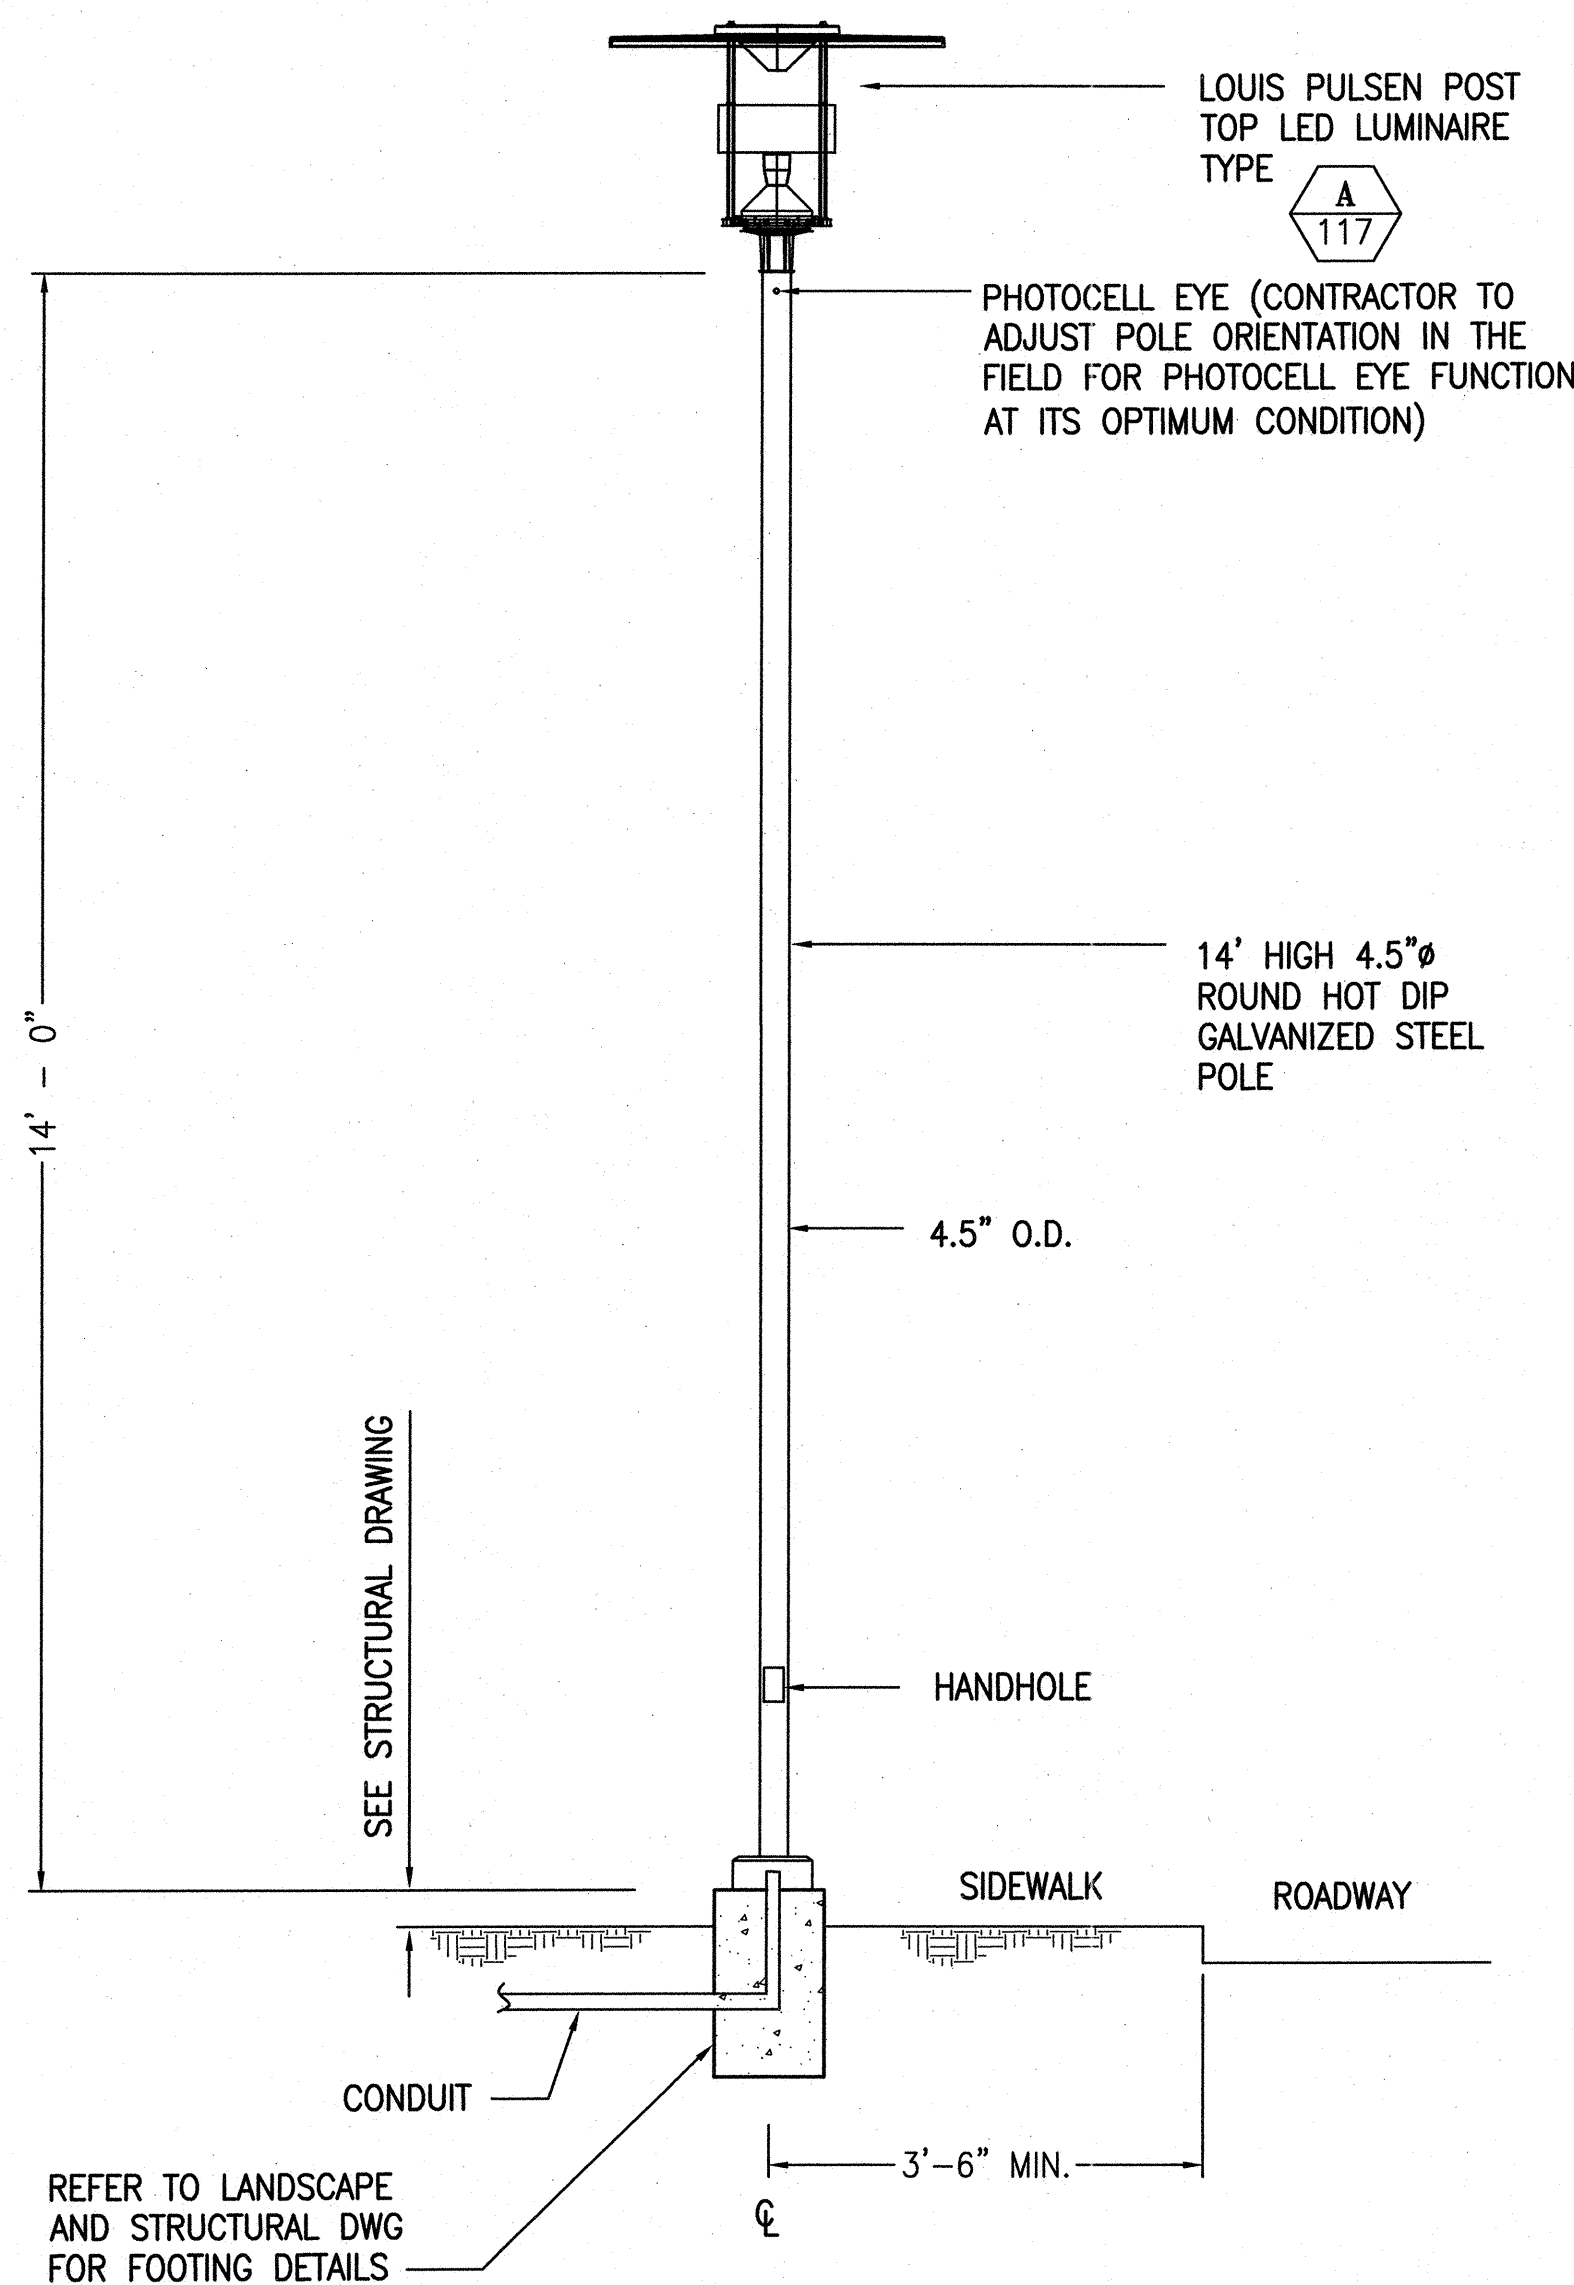 LOUIS PULSEN POST
TOP LED LUMINAIRE
TYPE
A
117
PHOTOCELL EYE (CONTRACTOR TO
ADJUST POLE ORIENTATION IN THE
FIELD FOR PHOTOCELL EYE FUNCTION
AT ITS OPTIMUM CONDITION)
14' HIGH 4.5"ø
ROUND HOT DIP
GALVANIZED STEEL
POLE
14' - 0"
4.5" O.D.
SEE STRUCTURAL DRAWING
HANDHOLE
SIDEWALK
ROADWAY
CONDUIT
3'-6" MIN.
℄
REFER TO LANDSCAPE
AND STRUCTURAL DWG
FOR FOOTING DETAILS